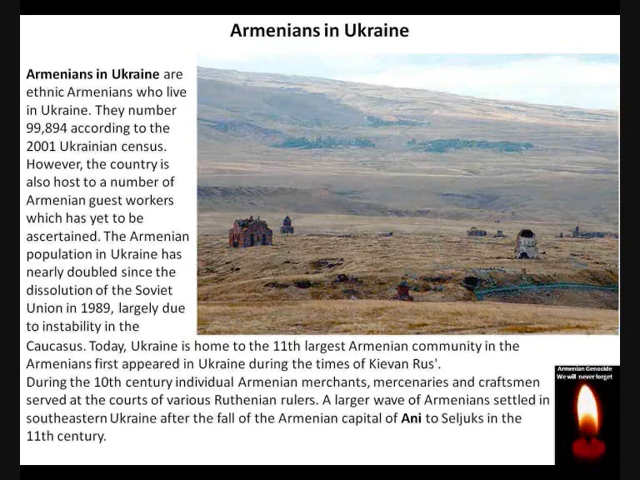 Armenians in Ukraine
Armenians in Ukraine are
ethnic Armenians who live
in Ukraine. They number
99,894 according to the
2001 Ukrainian census.
However, the country is
also host to a number of
Armenian guest workers
which has yet to be
ascertained. The Armenian
population in Ukraine has
nearly doubled since the
dissolution of the Soviet
Union in 1989, largely due
to instability in the
Caucasus. Today, Ukraine is home to the 11th largest Armenian community in the
Armenians first appeared in Ukraine during the times of Kievan Rus'.
During the 10th century individual Armenian merchants, mercenaries and craftsmen
served at the courts of various Ruthenian rulers. A larger wave of Armenians settled in
southeastern Ukraine after the fall of the Armenian capital of Ani to Seljuks in the
11th century.
Armenian Genocide
We will never forget